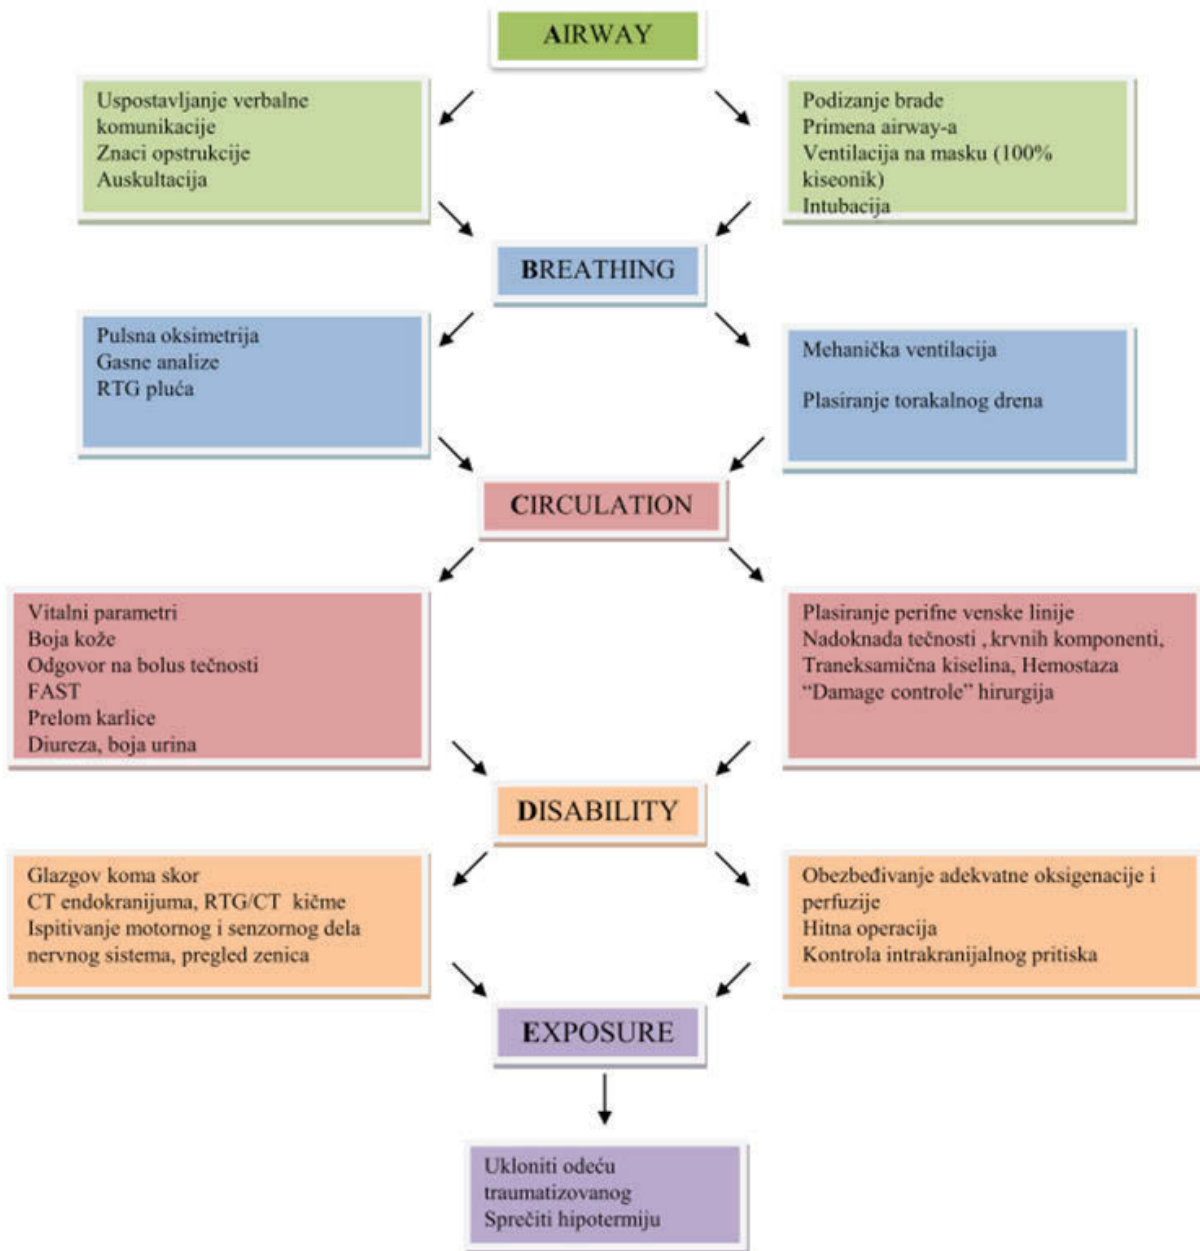 AIRWAY
Uspostavljanje verbalne
komunikacije
Znaci opstrukcije
Auskultacija
Podizanje brade
Primena airway-a
Ventilacija na masku (100%
kiseonik)
Intubacija
BREATHING
Pulsna oksimetrija
Gasne analize
RTG pluća
Mehanička ventilacija
Plasiranje torakalnog drena
CIRCULATION
Vitalni parametri
Boja kože
Odgovor na bolus tečnosti
FAST
Prelom karlice
Diureza, boja urina
Plasiranje perifne venske linije
Nadoknada tečnosti , krvnih komponenti,
Traneksamična kiselina, Hemostaza
“Damage controle” hirurgija
DISABILITY
Glazgov koma skor
CT endokranijuma, RTG/CT kičme
Ispitivanje motornog i senzornog dela
nervnog sistema, pregled zenica
Obezbeđivanje adekvatne oksigenacije i
perfuzije
Hitna operacija
Kontrola intrakranijalnog pritiska
EXPOSURE
Ukloniti odeću
traumatizovanog
Sprečiti hipotermiju